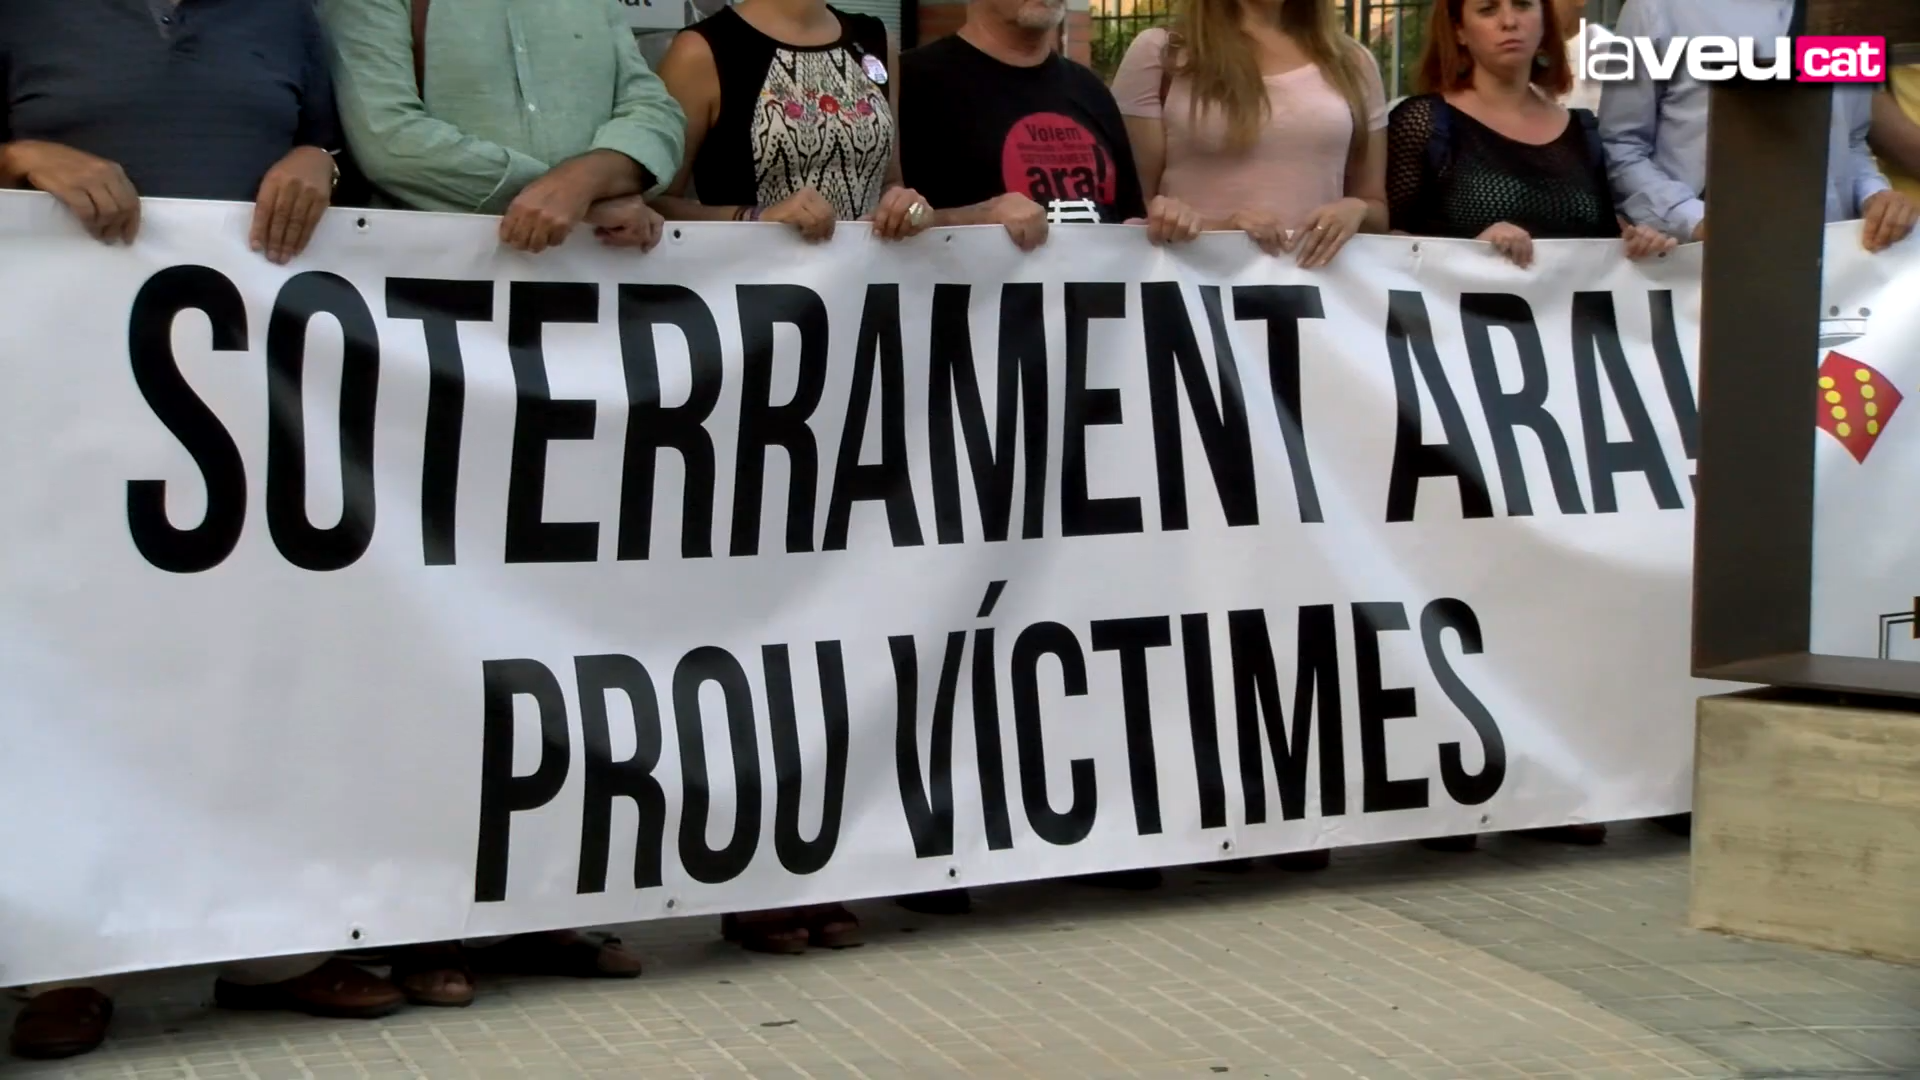 laveu.cat
Volem
SOTERRAMENT
ara!
SOTERRAMENT ARA!
PROU VÍCTIMES